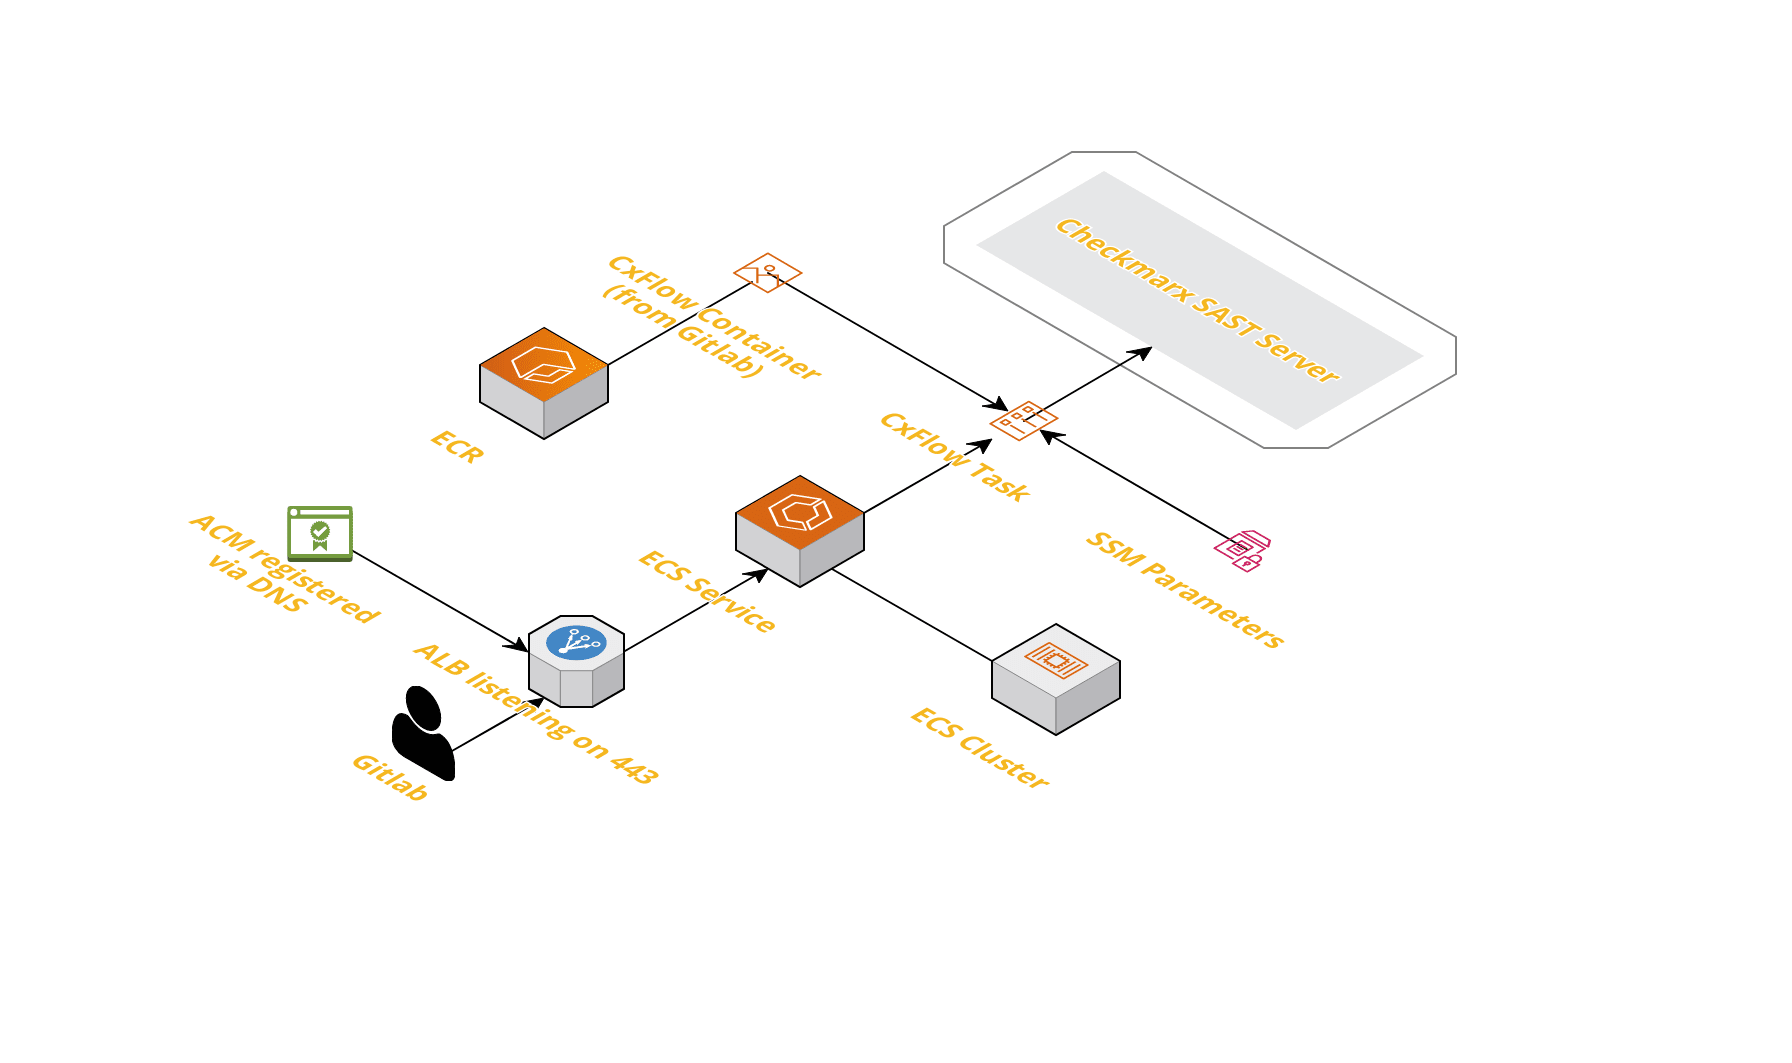 Checkmarx SAST Server
CxFlow Container
(from
Gitlab)
ECR
CxFlow Task
ACM registered
via DNS
ECS Service
SSM Parameters
ALB listening on 443
Gitlab
ECS Cluster